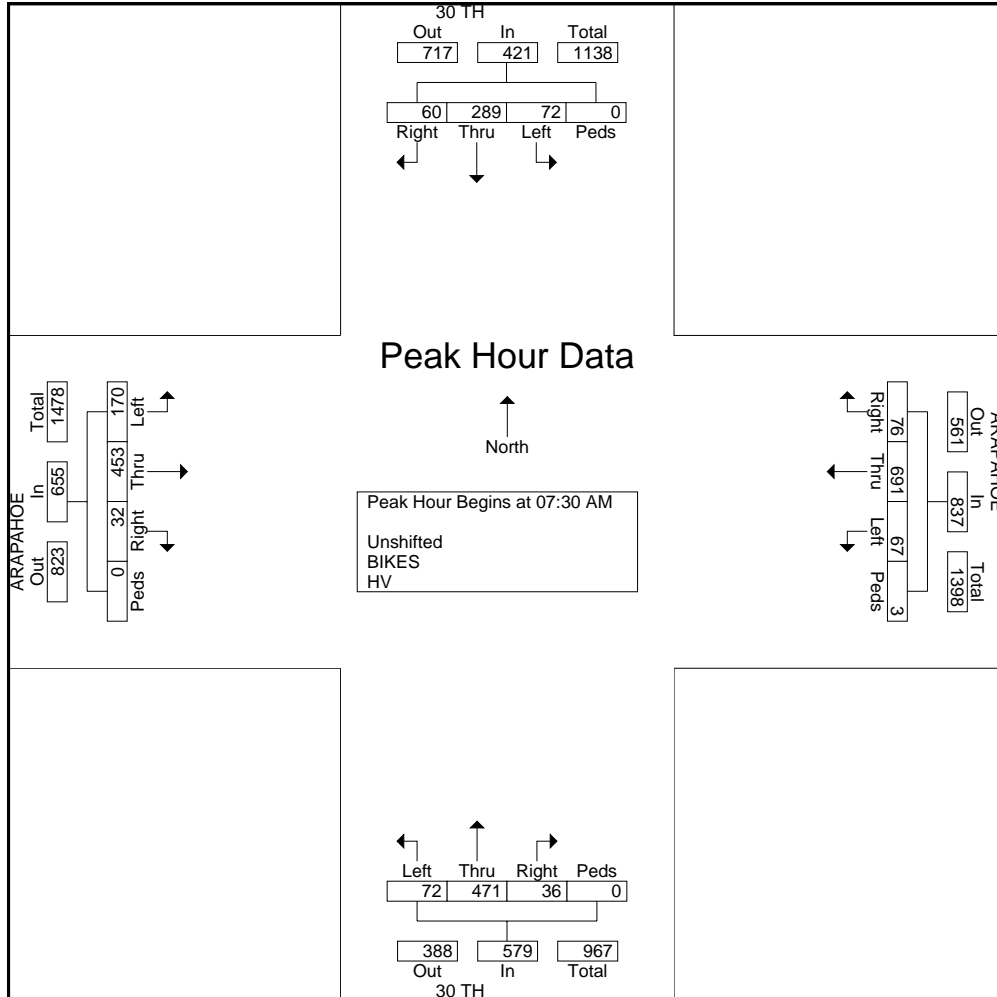 30 TH
Out In Total
717 421 1138
60 289 72 0
Right Thru Left Peds
Peak Hour Data
North
Peak Hour Begins at 07:30 AM
Unshifted
BIKES
HV
ARAPAHOE
Out In Total
823 655 1478
0 32 453 170
Peds Right Thru Left
ARAPAHOE
Out In Total
561 837 1398
76 691 67 3
Right Thru Left Peds
Left Thru Right Peds
72 471 36 0
388 579 967
Out In Total
30 TH